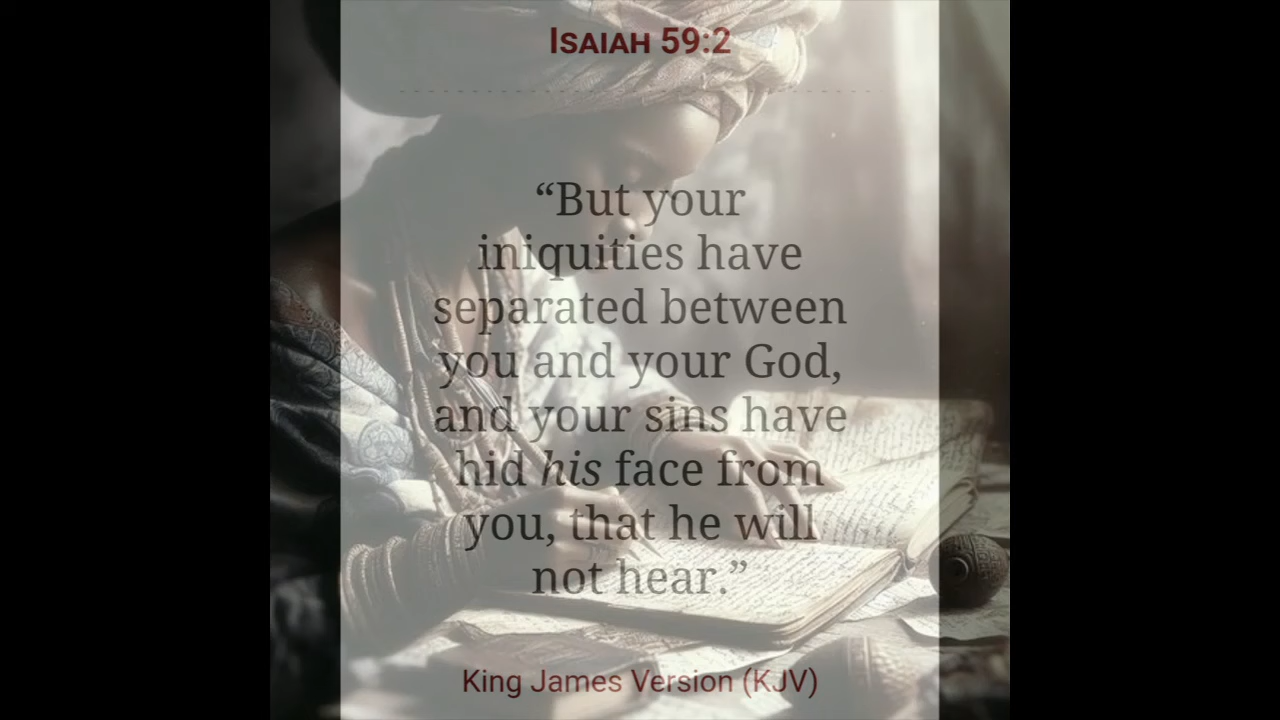 Isaiah 59:2
“But your
iniquities have
separated between
you and your God,
and your sins have
hid his face from
you, that he will
not hear.”
King James Version (KJV)